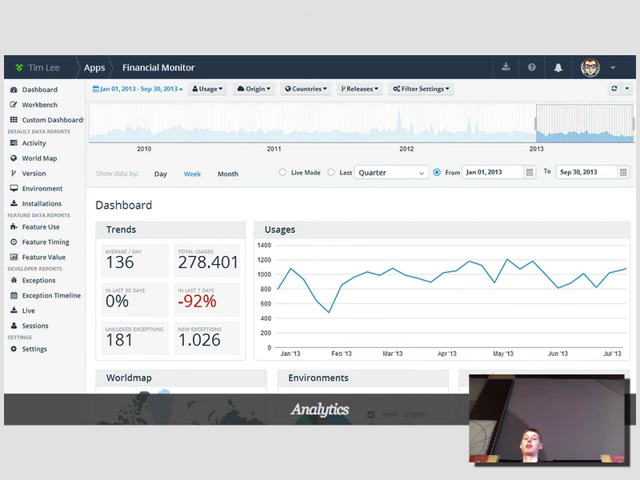 Tim Lee Apps Financial Monitor
Dashboard
Workbench
Custom Dashboards
DEFAULT DATA REPORTS
Activity
World Map
Version
Environment
Installations
FEATURE DATA REPORTS
Feature Use
Feature Timing
Feature Value
DEVELOPER REPORTS
Exceptions
Exception Timeline
Live
Sessions
SETTINGS
Settings
Jan 01, 2013 - Sep 30, 2013 Usage Origin Countries Releases Filter Settings
2010 2011 2012 2013
Show data by: Day Week Month Live Mode Last Quarter From Jan 01, 2013 To Sep 30, 2013
Dashboard
Trends
AVERAGE / DAY TOTAL USAGES
136 278.401
IN LAST 30 DAYS IN LAST 7 DAYS
0% -92%
UNCLOSED EXCEPTIONS NEW EXCEPTIONS
181 1.026
Usages
1400
1200
1000
800
600
400
200
0
Jan '13 Feb '13 Mar '13 Apr '13 May '13 Jun '13 Jul '13
Worldmap Environments
Analytics